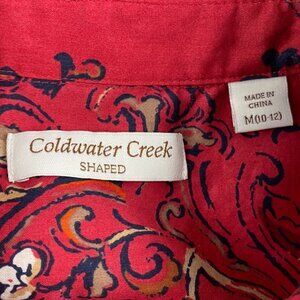 Coldwater Creek
SHAPED
MADE IN
CHINA
M(10-12)